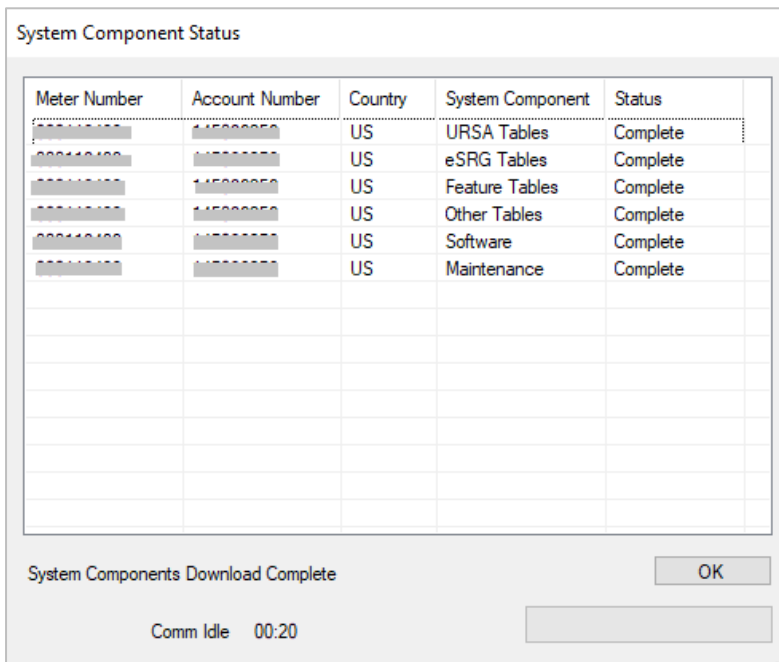 System Component Status
Meter Number Account Number Country System Component Status
US URSA Tables Complete
US eSRG Tables Complete
US Feature Tables Complete
US Other Tables Complete
US Software Complete
US Maintenance Complete
System Components Download Complete OK
Comm Idle 00:20